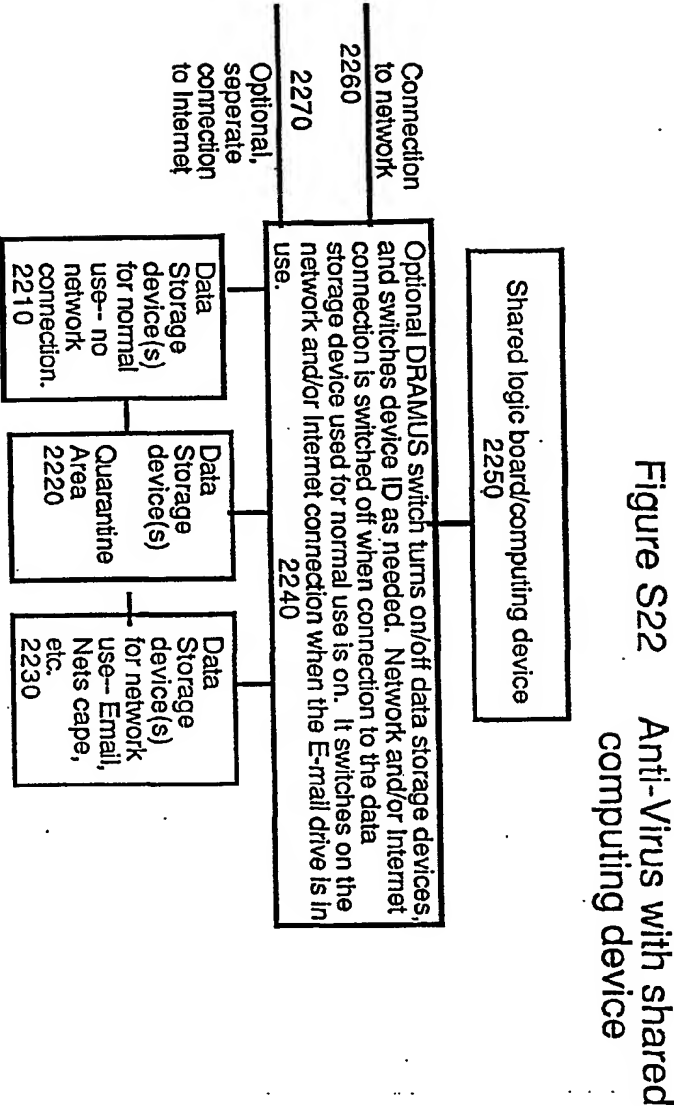 Figure S22 Anti-Virus with shared
computing device
Shared logic board/computing device
2250
Connection
to network
2260
2270
Optional,
seperate
connection
to Internet
Optional DRAMUS switch turns on/off data storage devices,
and switches device ID as needed. Network and/or Internet
connection is switched off when connection to the data
storage device used for normal use is on. It switches on the
network and/or Internet connection when the E-mail drive is in
use.
2240
Data
Storage
device(s)
for normal
use-- no
network
connection.
2210
Data
Storage
device(s)
Quarantine
Area
2220
Data
Storage
device(s)
for network
use-- Email,
Nets cape,
etc.
2230